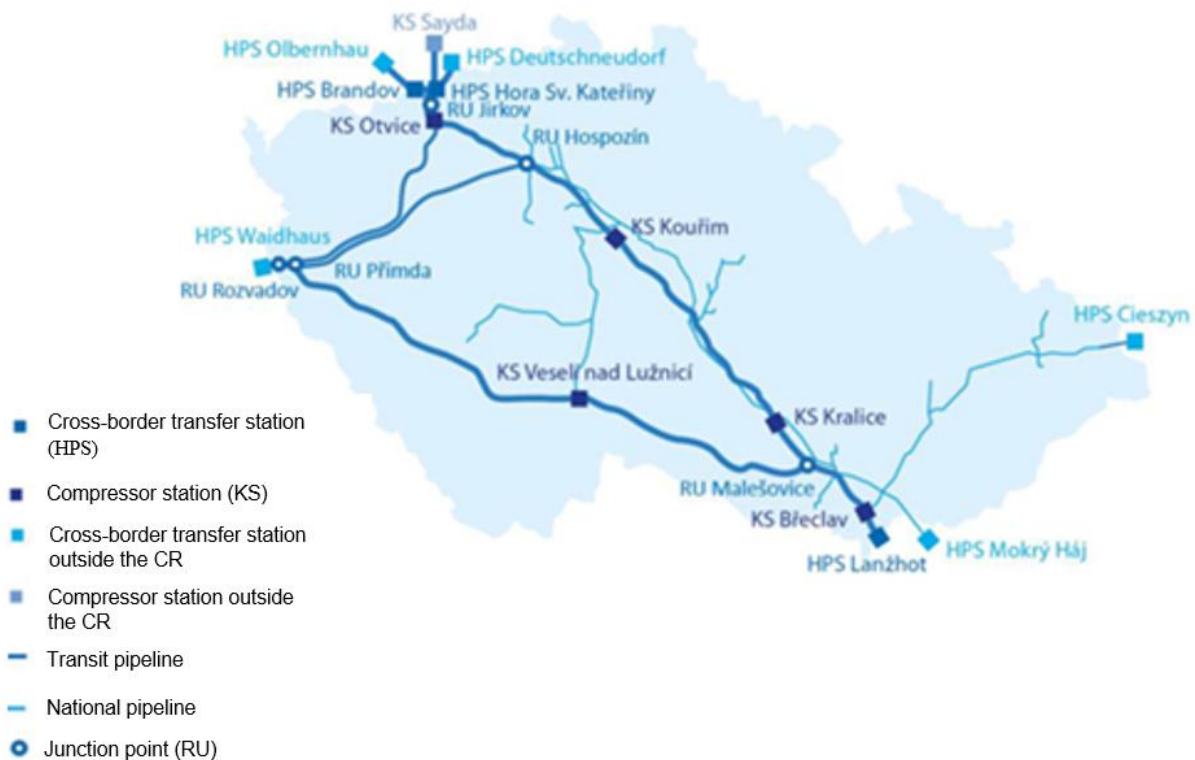 KS Sayda
HPS Olbernhau
HPS Deutschneudorf
HPS Brandov
HPS Hora Sv. Kateřiny
RU Jirkov
KS Otvice
RU Hospozín
KS Kouřim
HPS Waidhaus
RU Přimda
RU Rozvadov
HPS Cieszyn
KS Veselí nad Lužnicí
KS Kralice
RU Malešovice
KS Břeclav
HPS Mokrý Háj
HPS Lanžhot
Cross-border transfer station
(HPS)
Compressor station (KS)
Cross-border transfer station
outside the CR
Compressor station outside
the CR
Transit pipeline
National pipeline
Junction point (RU)